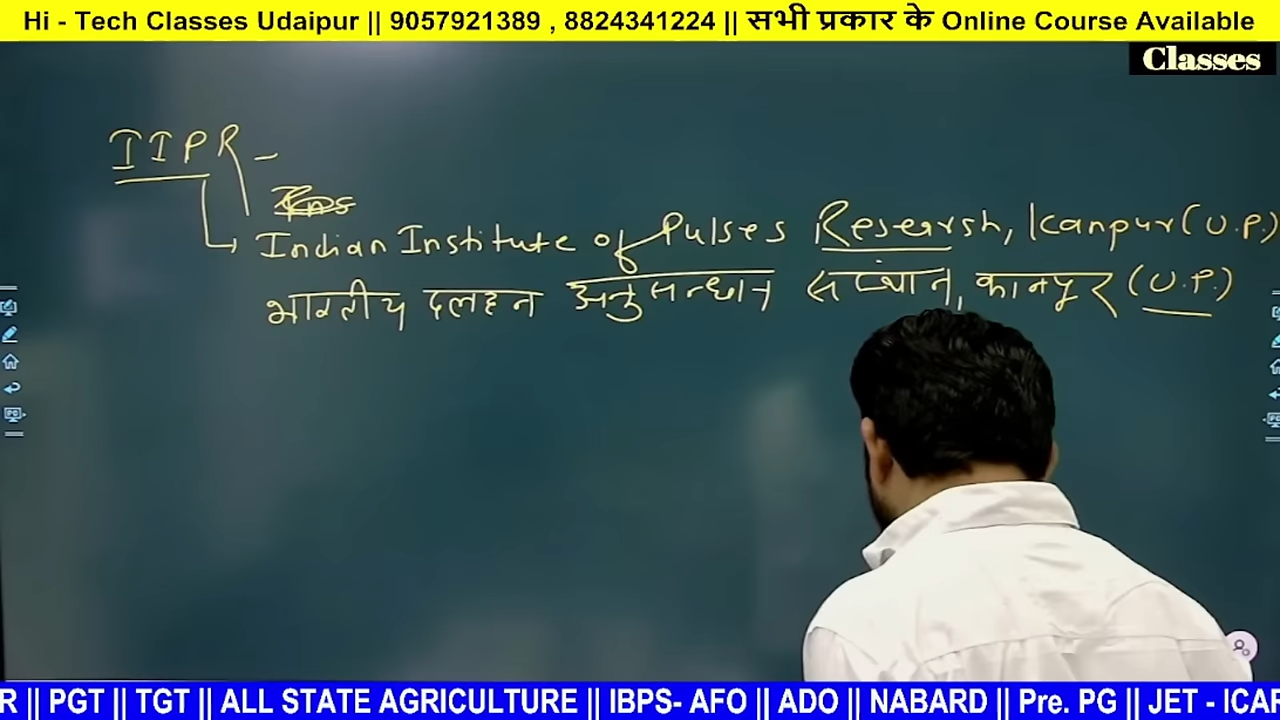 Hi - Tech Classes Udaipur || 9057921389 , 8824341224 || सभी प्रकार के Online Course Available
Classes
IIPR -
Indian Institute of Pulses Researsh, Kanpur (U.P.)
भारतीय दलहन अनुसन्धान संस्थान, कानपुर (U.P.)
R || PGT || TGT || ALL STATE AGRICULTURE || IBPS- AFO || ADO || NABARD || Pre. PG || JET - ICAR